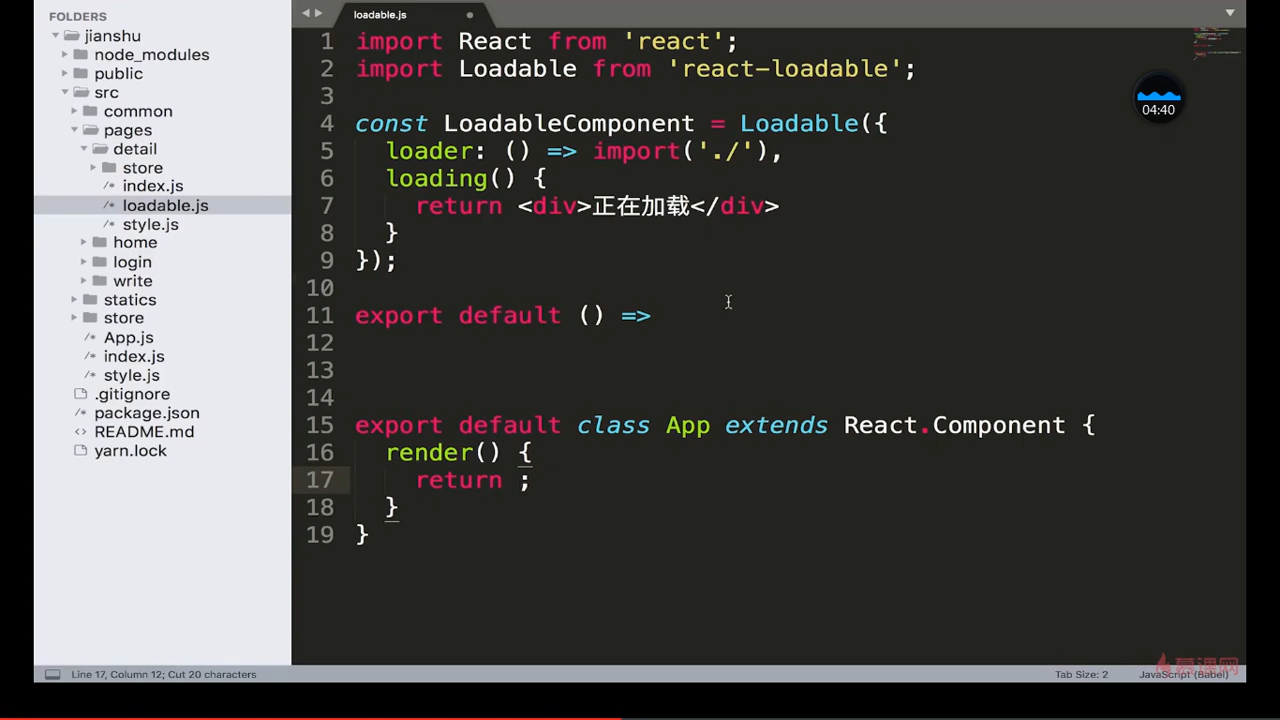 FOLDERS
jianshu
node_modules
public
src
common
pages
detail
store
index.js
loadable.js
style.js
home
login
write
statics
store
App.js
index.js
style.js
.gitignore
package.json
README.md
yarn.lock
loadable.js
1 import React from 'react';
2 import Loadable from 'react-loadable';
3
4 const LoadableComponent = Loadable({
5   loader: () => import('./'),
6   loading() {
7     return <div>正在加载</div>
8   }
9 });
10
11 export default () =>
12
13
14
15 export default class App extends React.Component {
16   render() {
17     return ;
18   }
19 }
04:40
Line 17, Column 12; Cut 20 characters
Tab Size: 2
JavaScript (Babel)
慕课网